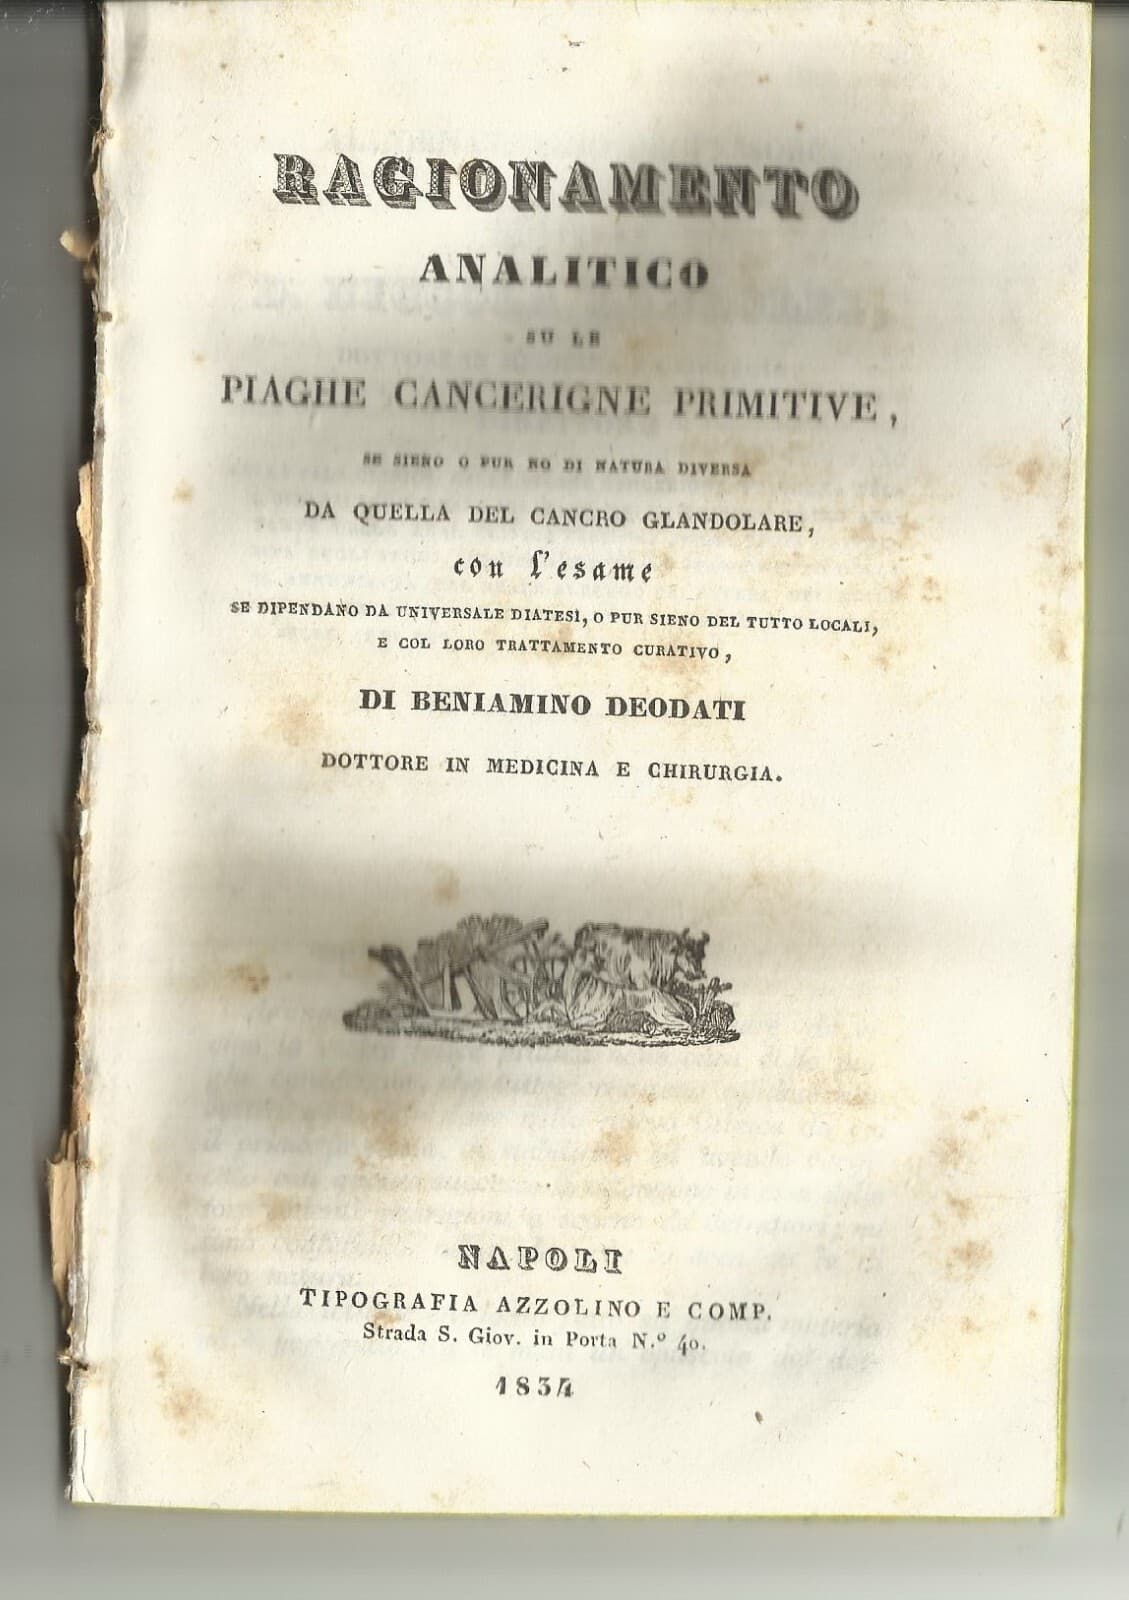 RAGIONAMENTO
ANALITICO
SU LE
PIAGHE CANCERIGNE PRIMITIVE,
SE SIENO O PUR NO DI NATURA DIVERSA
DA QUELLA DEL CANCRO GLANDOLARE,
con l'esame
SE DIPENDANO DA UNIVERSALE DIATESI, O PUR SIENO DEL TUTTO LOCALI,
E COL LORO TRATTAMENTO CURATIVO,
DI BENIAMINO DEODATI
DOTTORE IN MEDICINA E CHIRURGIA.
NAPOLI
TIPOGRAFIA AZZOLINO E COMP.
Strada S. Giov. in Porta N.º 40.
1834